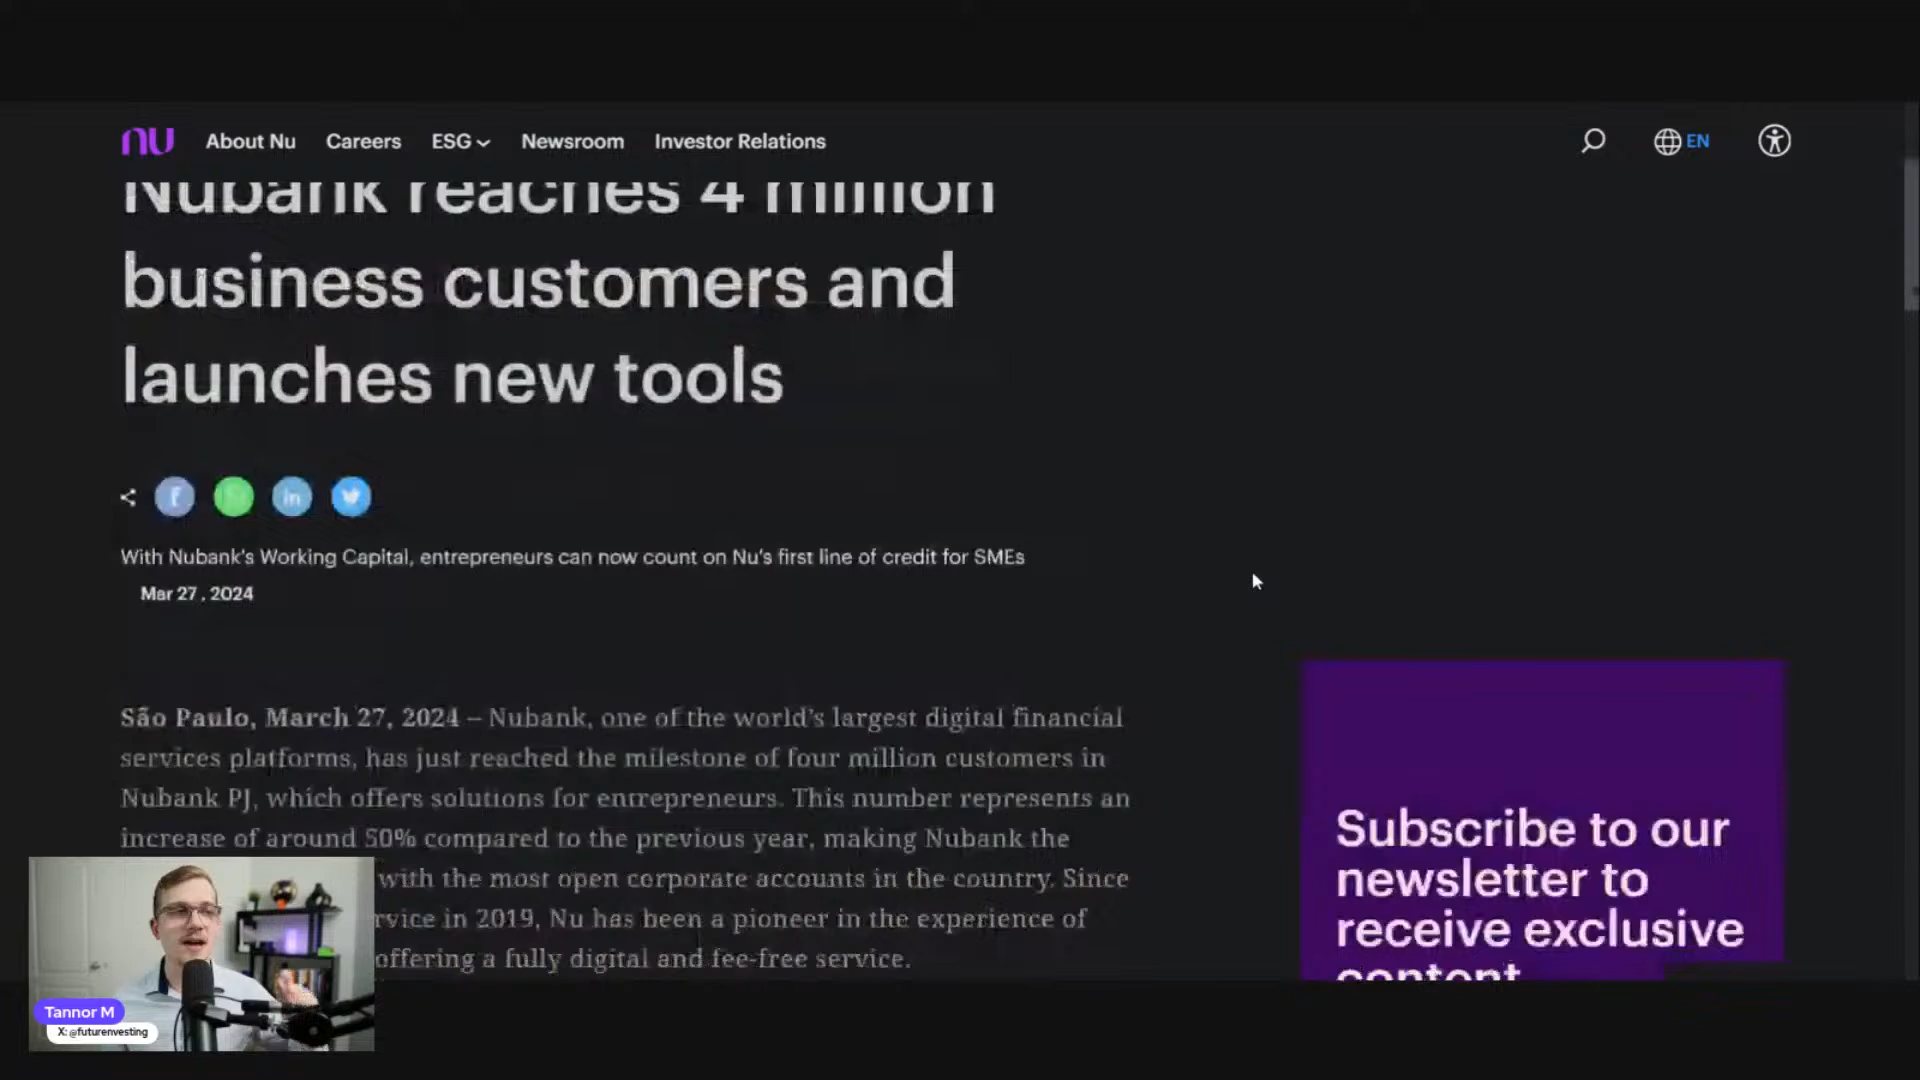 nu About Nu Careers ESG Newsroom Investor Relations EN
Nubank reaches 4 million
business customers and
launches new tools
With Nubank's Working Capital, entrepreneurs can now count on Nu's first line of credit for SMEs
Mar 27 . 2024
São Paulo, March 27, 2024 – Nubank, one of the world's largest digital financial
services platforms, has just reached the milestone of four million customers in
Nubank PJ, which offers solutions for entrepreneurs. This number represents an
increase of around 50% compared to the previous year, making Nubank the
with the most open corporate accounts in the country. Since
rvice in 2019, Nu has been a pioneer in the experience of
offering a fully digital and fee-free service.
Subscribe to our
newsletter to
receive exclusive
content
Tannor M
X: @futurenvesting